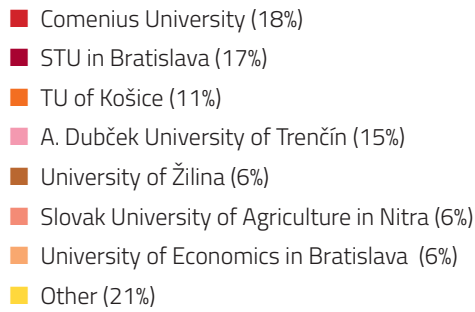 Comenius University (18%)
STU in Bratislava (17%)
TU of Košice (11%)
A. Dubček University of Trenčín (15%)
University of Žilina (6%)
Slovak University of Agriculture in Nitra (6%)
University of Economics in Bratislava (6%)
Other (21%)